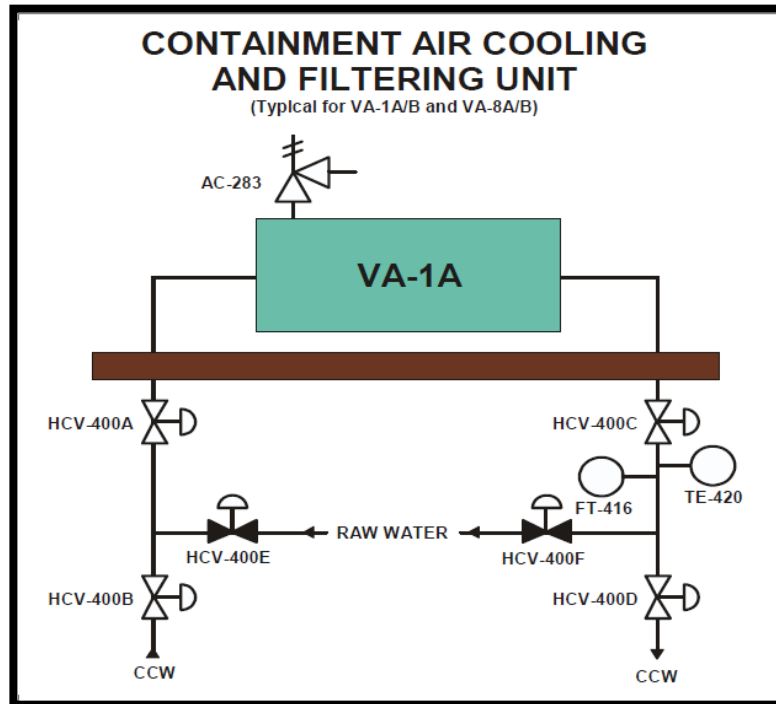 CONTAINMENT AIR COOLING
AND FILTERING UNIT
(Typical for VA-1A/B and VA-8A/B)
AC-283
VA-1A
HCV-400A
HCV-400C
FT-416
TE-420
RAW WATER
HCV-400E
HCV-400F
HCV-400B
HCV-400D
CCW
CCW